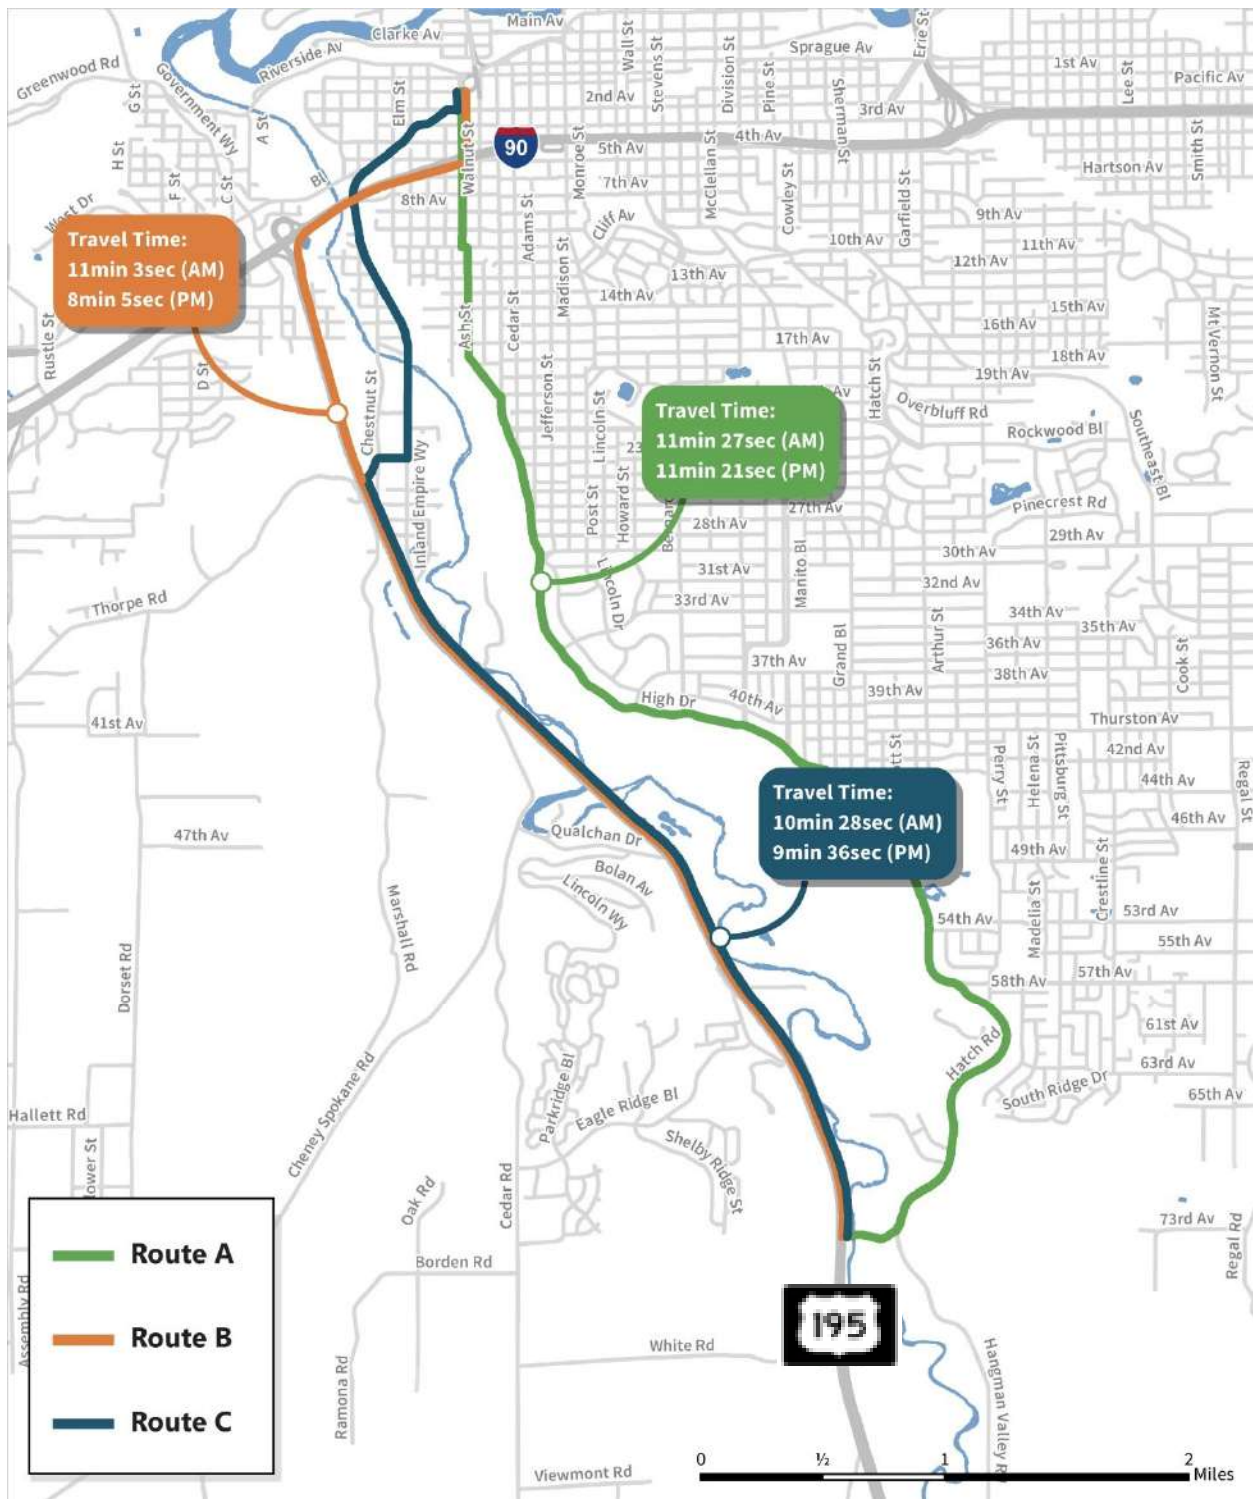 Main Av
Clarke Av
Riverside Av
Greenwood Rd
Government Wy
G St
A St
Elm St
Wall St
Stevens St
Division St
Pine St
Sprague Av
Erie St
1st Av
Lee St
Pacific Av
2nd Av
Sherman St
3rd Av
4th Av
Walnut St
90
5th Av
Monroe St
McClellan St
Hartson Av
Smith St
H St
F St
C St
Bl
7th Av
8th Av
Cowley St
Garfield St
West Dr
Adams St
Cliff Av
9th Av
10th Av
11th Av
12th Av
Travel Time:
11min 3sec (AM)
8min 5sec (PM)
Madison St
13th Av
14th Av
15th Av
16th Av
Mt Vernon St
Rustle St
Ash St
Cedar St
17th Av
18th Av
19th Av
D St
Chestnut St
Jefferson St
Lincoln St
Hatch St
Overbluff Rd
Rockwood Bl
Southeast Bl
Travel Time:
11min 27sec (AM)
11min 21sec (PM)
Av
23
Inland Empire Wy
Post St
Howard St
27th Av
28th Av
Pinecrest Rd
29th Av
30th Av
31st Av
Manito Bl
32nd Av
33rd Av
Lincoln Dr
Thorpe Rd
34th Av
35th Av
Arthur St
36th Av
Grand Bl
37th Av
38th Av
Cook St
39th Av
High Dr
40th Av
41st Av
Thurston Av
42nd Av
Perry St
Helena St
Pittsburg St
44th Av
Regal St
46th Av
47th Av
Qualchan Dr
Travel Time:
10min 28sec (AM)
9min 36sec (PM)
49th Av
Crestline St
Bolan Av
Lincoln Wy
Marshall Rd
Madelia St
53rd Av
54th Av
55th Av
Dorset Rd
57th Av
58th Av
61st Av
Hatch Rd
63rd Av
South Ridge Dr
65th Av
Parkridge Bl
Eagle Ridge Bl
Hallett Rd
Cheney Spokane Rd
Shelby Ridge St
Oak Rd
Cedar Rd
73rd Av
Regal Rd
Borden Rd
Assembly Rd
Route A
Route B
Route C
195
White Rd
Ramona Rd
Hangman Valley R
Viewmont Rd
0 ½ 1 2
Miles